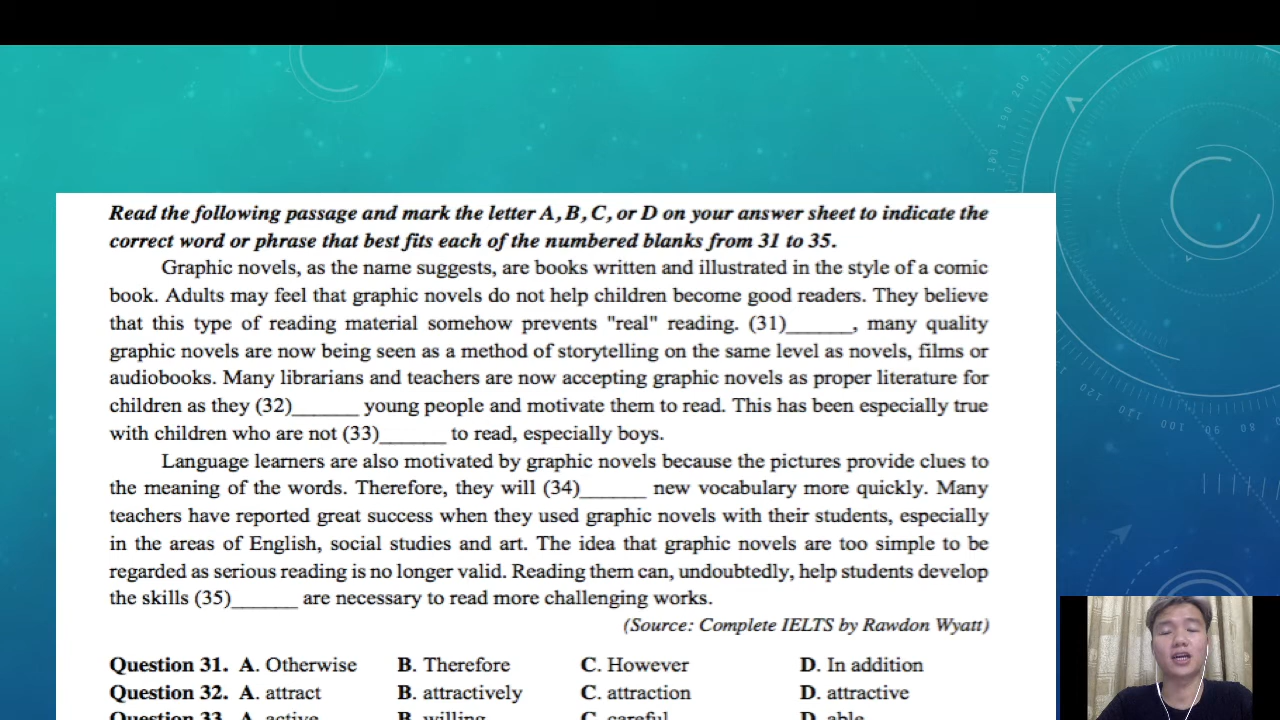 Read the following passage and mark the letter A, B, C, or D on your answer sheet to indicate the
correct word or phrase that best fits each of the numbered blanks from 31 to 35.
Graphic novels, as the name suggests, are books written and illustrated in the style of a comic
book. Adults may feel that graphic novels do not help children become good readers. They believe
that this type of reading material somehow prevents "real" reading. (31)______, many quality
graphic novels are now being seen as a method of storytelling on the same level as novels, films or
audiobooks. Many librarians and teachers are now accepting graphic novels as proper literature for
children as they (32)______ young people and motivate them to read. This has been especially true
with children who are not (33)______ to read, especially boys.
Language learners are also motivated by graphic novels because the pictures provide clues to
the meaning of the words. Therefore, they will (34)______ new vocabulary more quickly. Many
teachers have reported great success when they used graphic novels with their students, especially
in the areas of English, social studies and art. The idea that graphic novels are too simple to be
regarded as serious reading is no longer valid. Reading them can, undoubtedly, help students develop
the skills (35)______ are necessary to read more challenging works.
(Source: Complete IELTS by Rawdon Wyatt)
Question 31. A. Otherwise B. Therefore C. However D. In addition
Question 32. A. attract B. attractively C. attraction D. attractive
Question 33. A. active B. willing C. careful D. able